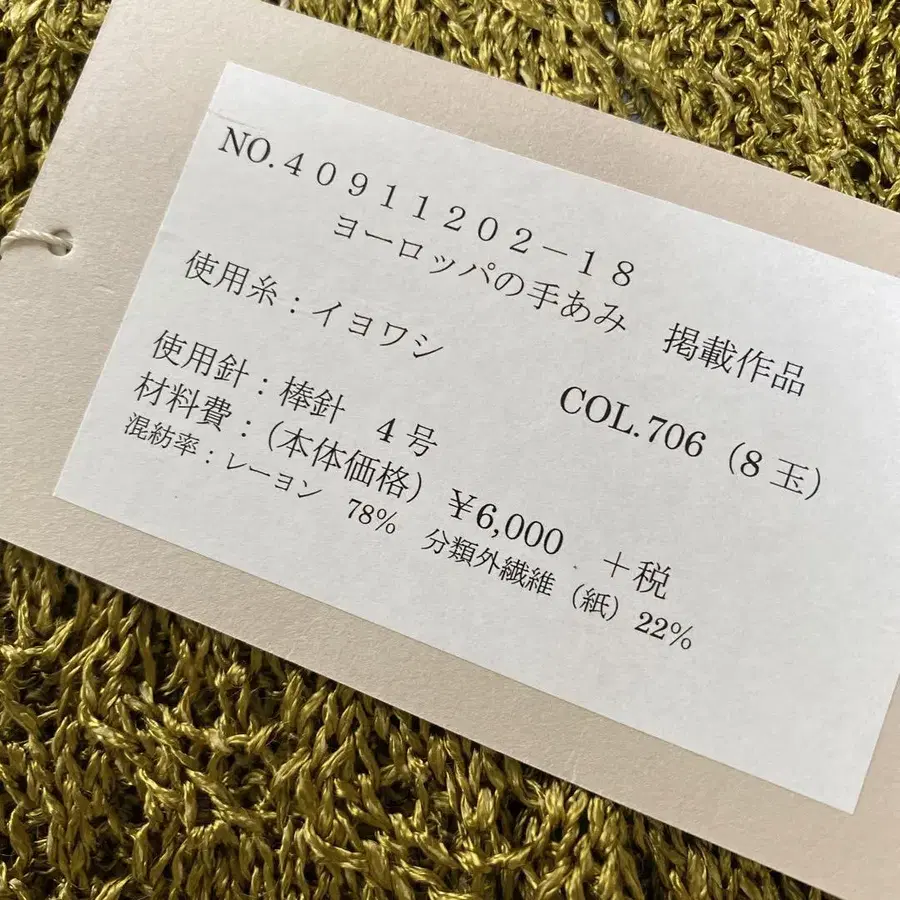 NO.40911202-18
ヨーロッパの手あみ　掲載作品
使用糸：イヨワシ　COL.706（8玉）
使用針：棒針　4号
材料費：（本体価格）￥6,000　＋税
混紡率：レーヨン　78%　分類外繊維（紙）22%